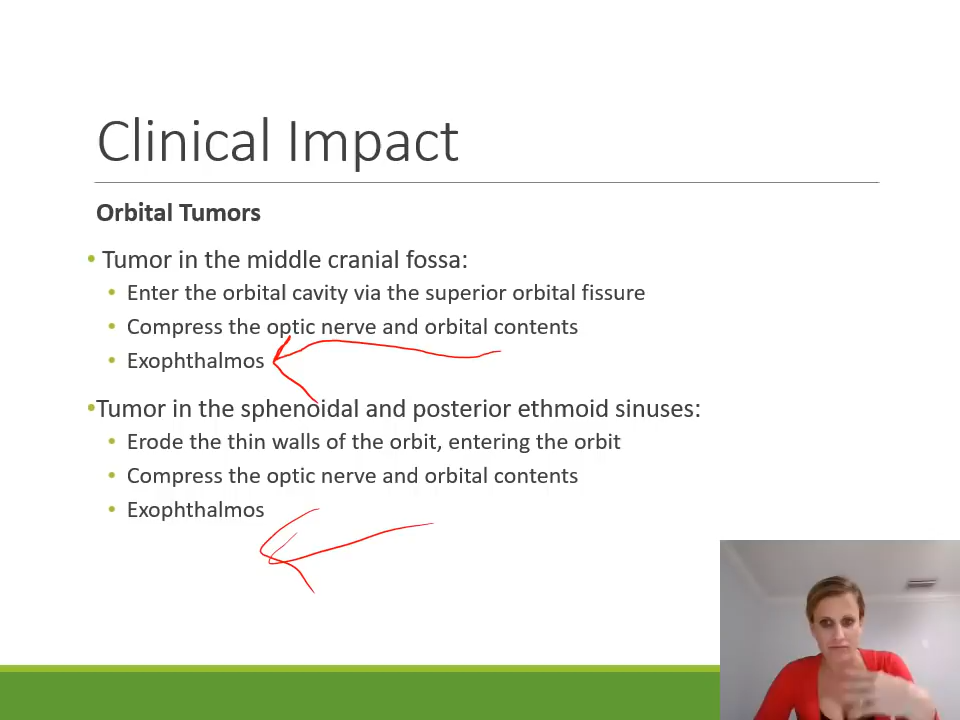 Clinical Impact
Orbital Tumors
• Tumor in the middle cranial fossa:
• Enter the orbital cavity via the superior orbital fissure
• Compress the optic nerve and orbital contents
• Exophthalmos
•Tumor in the sphenoidal and posterior ethmoid sinuses:
• Erode the thin walls of the orbit, entering the orbit
• Compress the optic nerve and orbital contents
• Exophthalmos